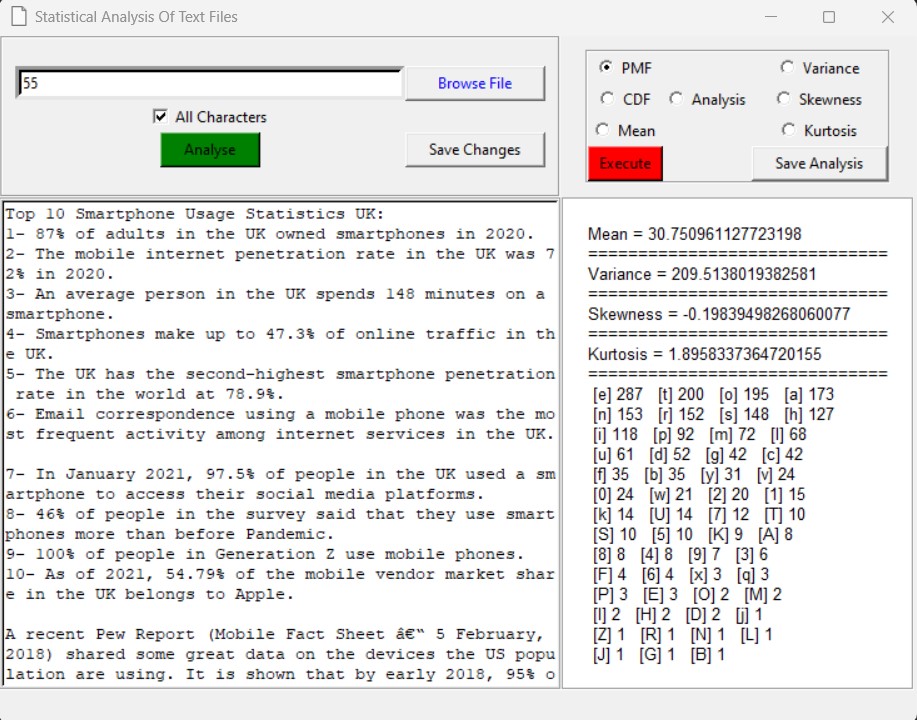 Statistical Analysis Of Text Files
55
Browse File
All Characters
Analyse
Save Changes
PMF
Variance
CDF
Analysis
Skewness
Mean
Kurtosis
Execute
Save Analysis
Top 10 Smartphone Usage Statistics UK:
1- 87% of adults in the UK owned smartphones in 2020.
2- The mobile internet penetration rate in the UK was 7
2% in 2020.
3- An average person in the UK spends 148 minutes on a
smartphone.
4- Smartphones make up to 47.3% of online traffic in th
e UK.
5- The UK has the second-highest smartphone penetration
rate in the world at 78.9%.
6- Email correspondence using a mobile phone was the mo
st frequent activity among internet services in the UK.
7- In January 2021, 97.5% of people in the UK used a sm
artphone to access their social media platforms.
8- 46% of people in the survey said that they use smart
phones more than before Pandemic.
9- 100% of people in Generation Z use mobile phones.
10- As of 2021, 54.79% of the mobile vendor market shar
e in the UK belongs to Apple.
A recent Pew Report (Mobile Fact Sheet â€“ 5 February,
2018) shared some great data on the devices the US popu
lation are using. It is shown that by early 2018, 95% o
Mean = 30.750961127723198
==============================
Variance = 209.5138019382581
==============================
Skewness = -0.19839498268060077
==============================
Kurtosis = 1.8958337364720155
==============================
[e] 287 [t] 200 [o] 195 [a] 173
[n] 153 [r] 152 [s] 148 [h] 127
[i] 118 [p] 92 [m] 72 [l] 68
[u] 61 [d] 52 [g] 42 [c] 42
[f] 35 [b] 35 [y] 31 [v] 24
[0] 24 [w] 21 [2] 20 [1] 15
[k] 14 [U] 14 [7] 12 [T] 10
[S] 10 [5] 10 [K] 9 [A] 8
[8] 8 [4] 8 [9] 7 [3] 6
[F] 4 [6] 4 [x] 3 [q] 3
[P] 3 [E] 3 [O] 2 [M] 2
[I] 2 [H] 2 [D] 2 [j] 1
[Z] 1 [R] 1 [N] 1 [L] 1
[J] 1 [G] 1 [B] 1